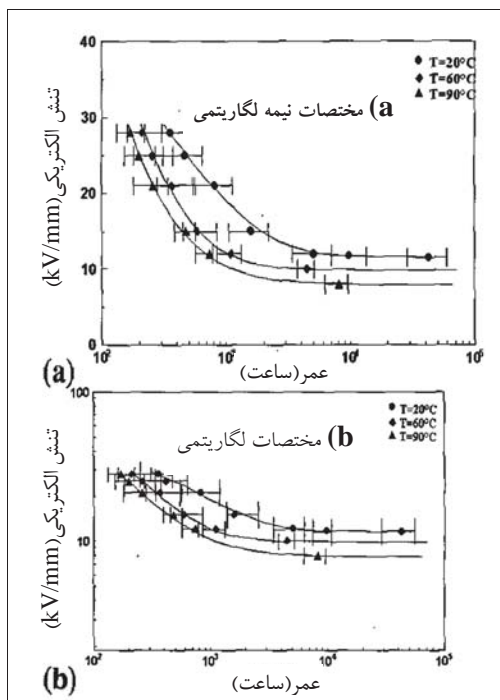 40
T=20°C
T=60°C
T=90°C
a) مختصات نیمه لگاریتمی
30
20
10
0
تنش الکتریکی(kV/mm)
10² 10³ 10⁴ 10⁵
(a)
عمر(ساعت)
100
T=20°C
T=60°C
T=90°C
b) مختصات لگاریتمی
10
تنش الکتریکی(kV/mm)
10² 10³ 10⁴ 10⁵
(b)
عمر(ساعت)